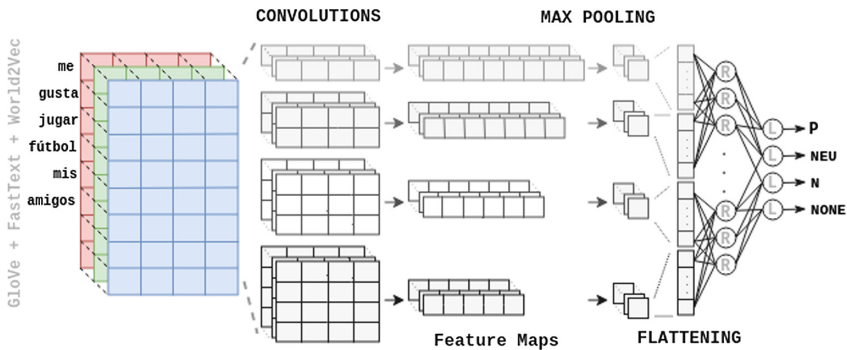 CONVOLUTIONS
MAX POOLING
GloVe + FastText + World2Vec
me
gusta
jugar
fútbol
mis
amigos
R
R
R
R
R
R
L
L
L
L
P
NEU
N
NONE
Feature Maps
FLATTENING